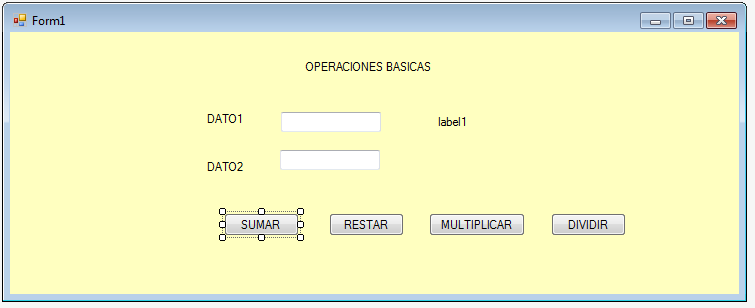 Form1
OPERACIONES BASICAS
DATO1
label1
DATO2
SUMAR RESTAR MULTIPLICAR DIVIDIR